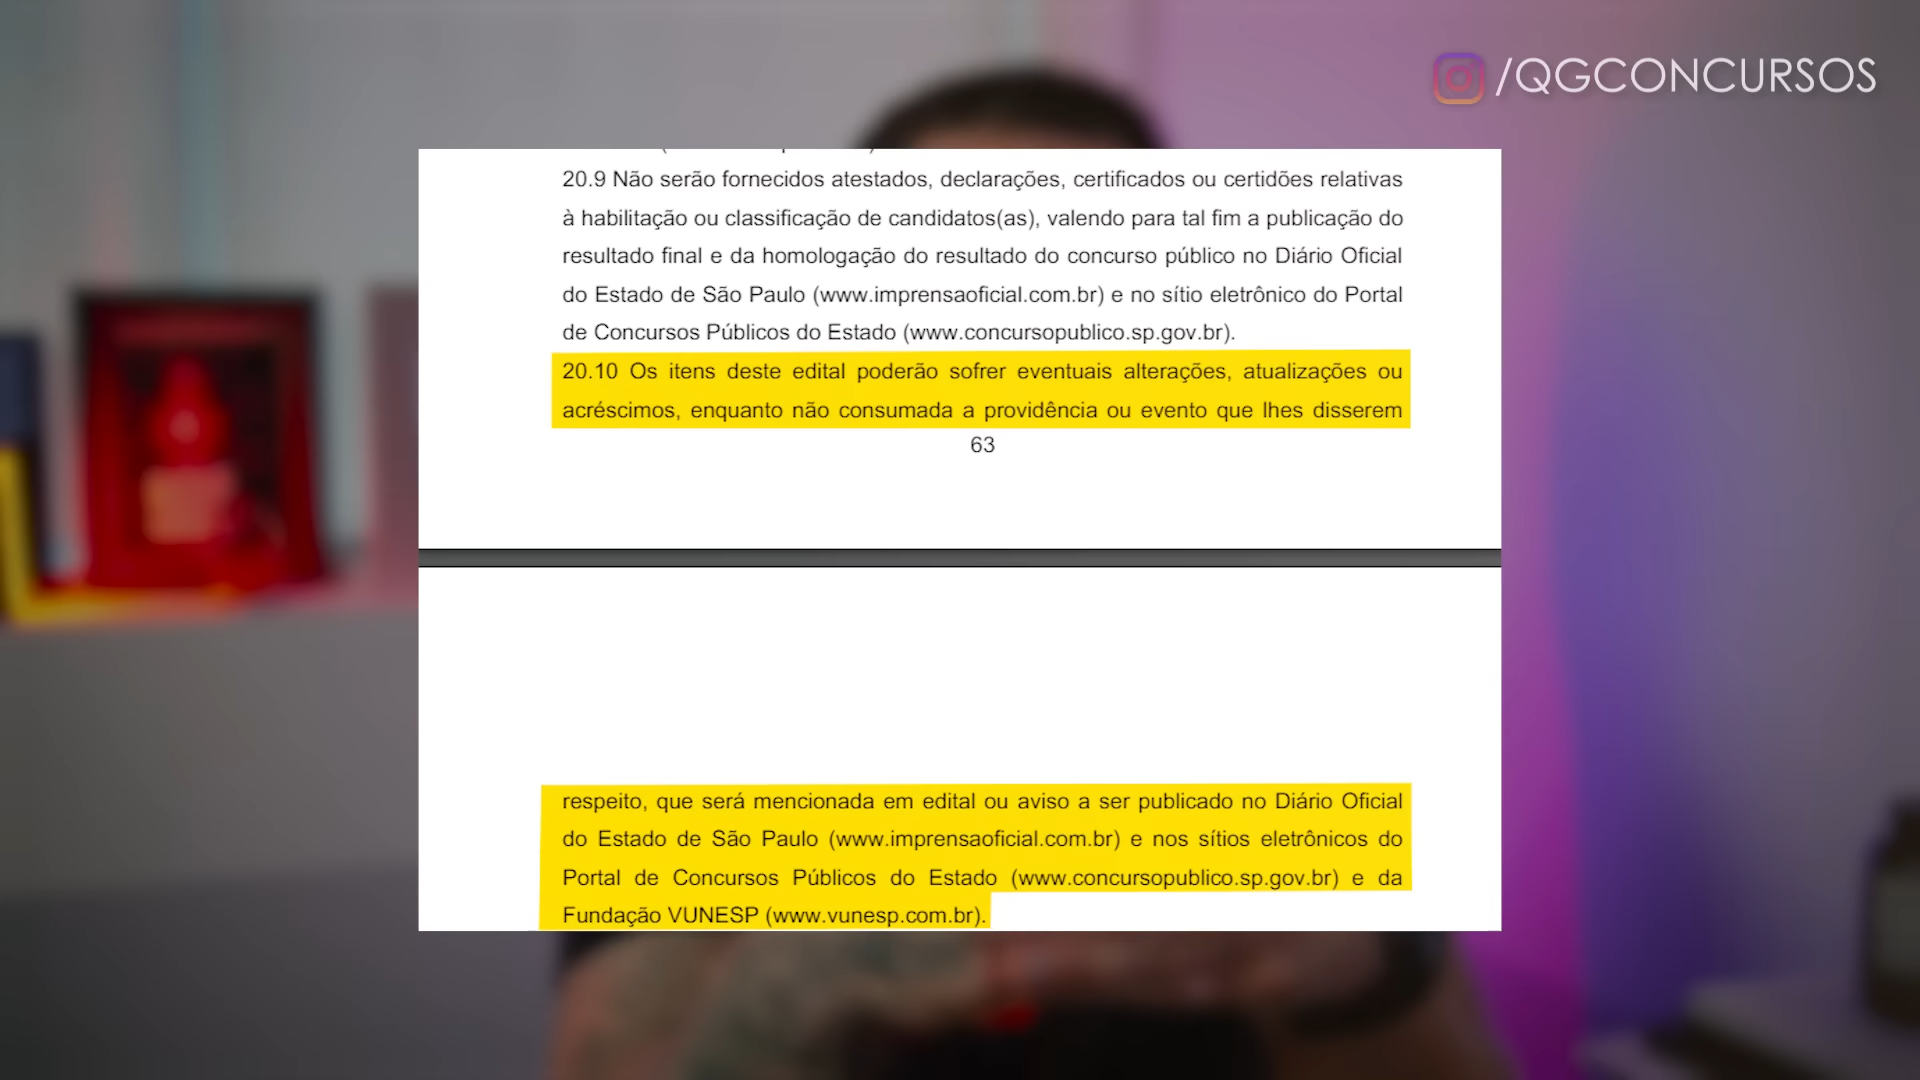 /QGCONCURSOS
20.9 Não serão fornecidos atestados, declarações, certificados ou certidões relativas
à habilitação ou classificação de candidatos(as), valendo para tal fim a publicação do
resultado final e da homologação do resultado do concurso público no Diário Oficial
do Estado de São Paulo (www.imprensaoficial.com.br) e no sítio eletrônico do Portal
de Concursos Públicos do Estado (www.concursopublico.sp.gov.br).
20.10 Os itens deste edital poderão sofrer eventuais alterações, atualizações ou
acréscimos, enquanto não consumada a providência ou evento que lhes disserem
63
respeito, que será mencionada em edital ou aviso a ser publicado no Diário Oficial
do Estado de São Paulo (www.imprensaoficial.com.br) e nos sítios eletrônicos do
Portal de Concursos Públicos do Estado (www.concursopublico.sp.gov.br) e da
Fundação VUNESP (www.vunesp.com.br).